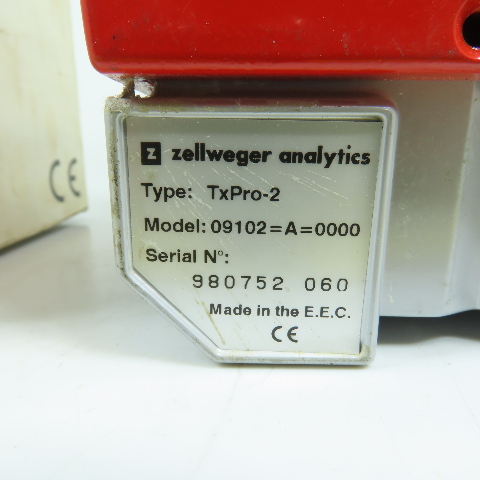 Z zellweger analytics
Type: TxPro-2
Model: 09102=A=0000
Serial N°:
980752 060
Made in the E.E.C.
CE
CE